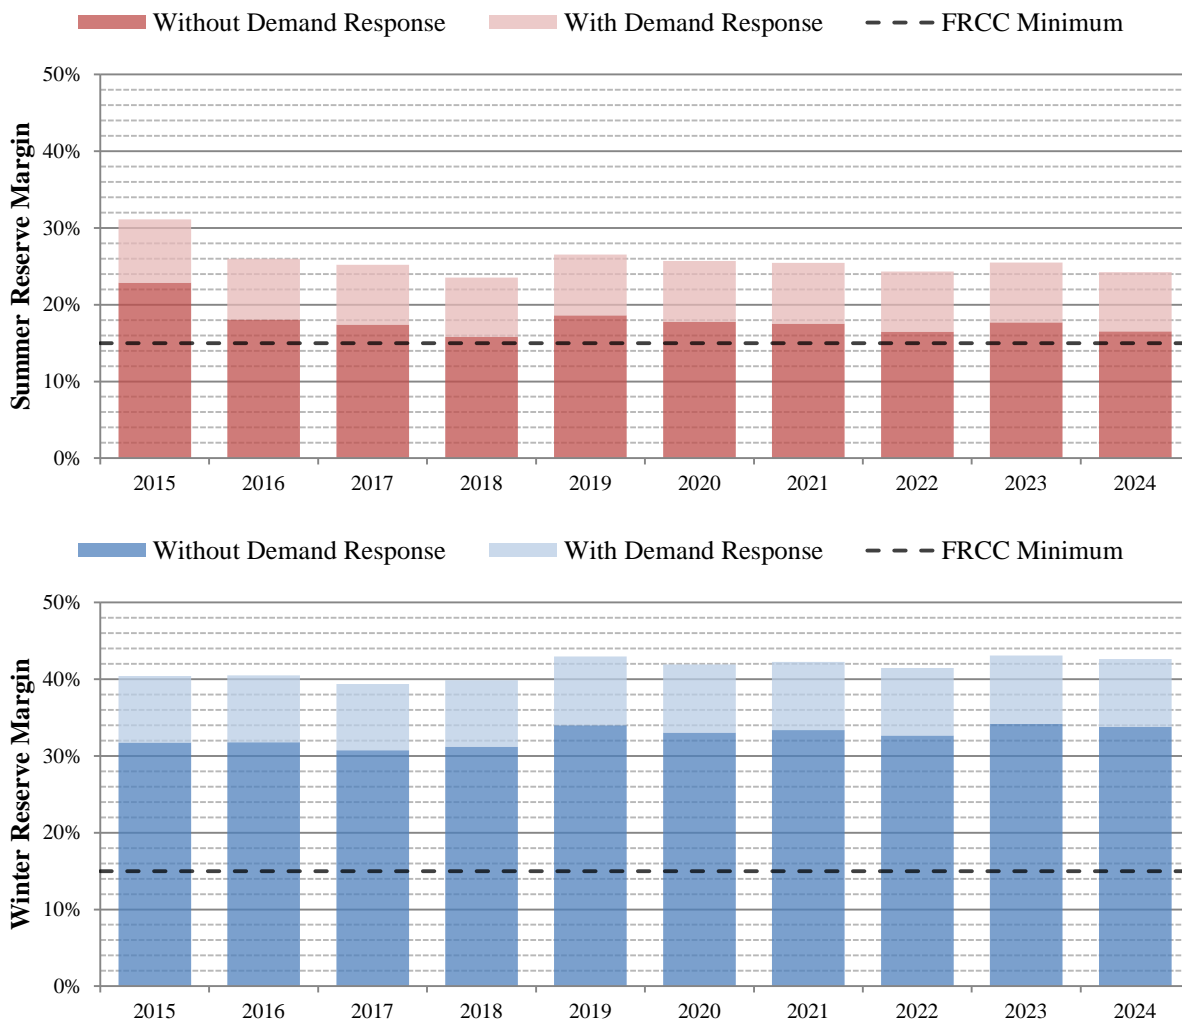 Without Demand Response With Demand Response FRCC Minimum
Summer Reserve Margin
50%
40%
30%
20%
10%
0%
2015 2016 2017 2018 2019 2020 2021 2022 2023 2024
Without Demand Response With Demand Response FRCC Minimum
Winter Reserve Margin
50%
40%
30%
20%
10%
0%
2015 2016 2017 2018 2019 2020 2021 2022 2023 2024